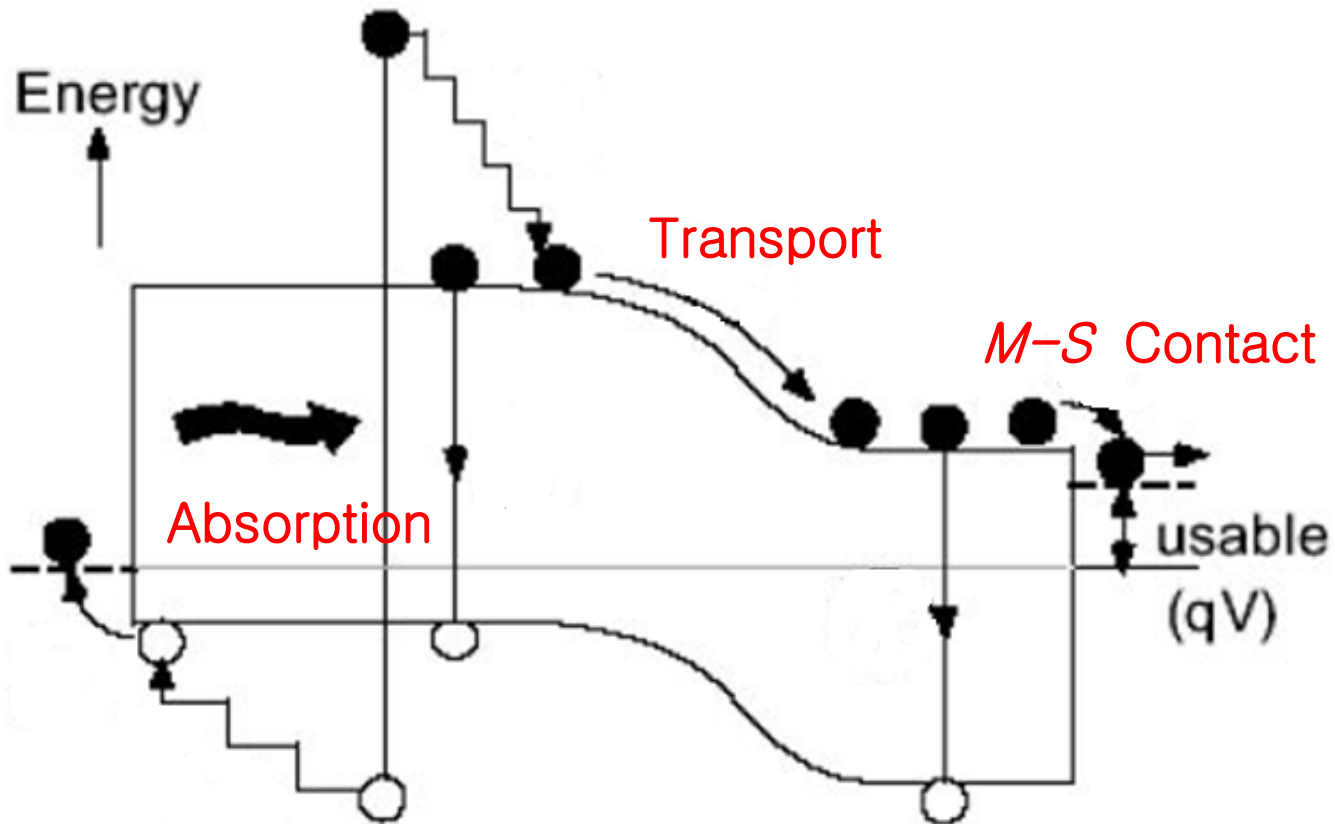 Energy
Transport
M-S Contact
Absorption
usable
(qV)